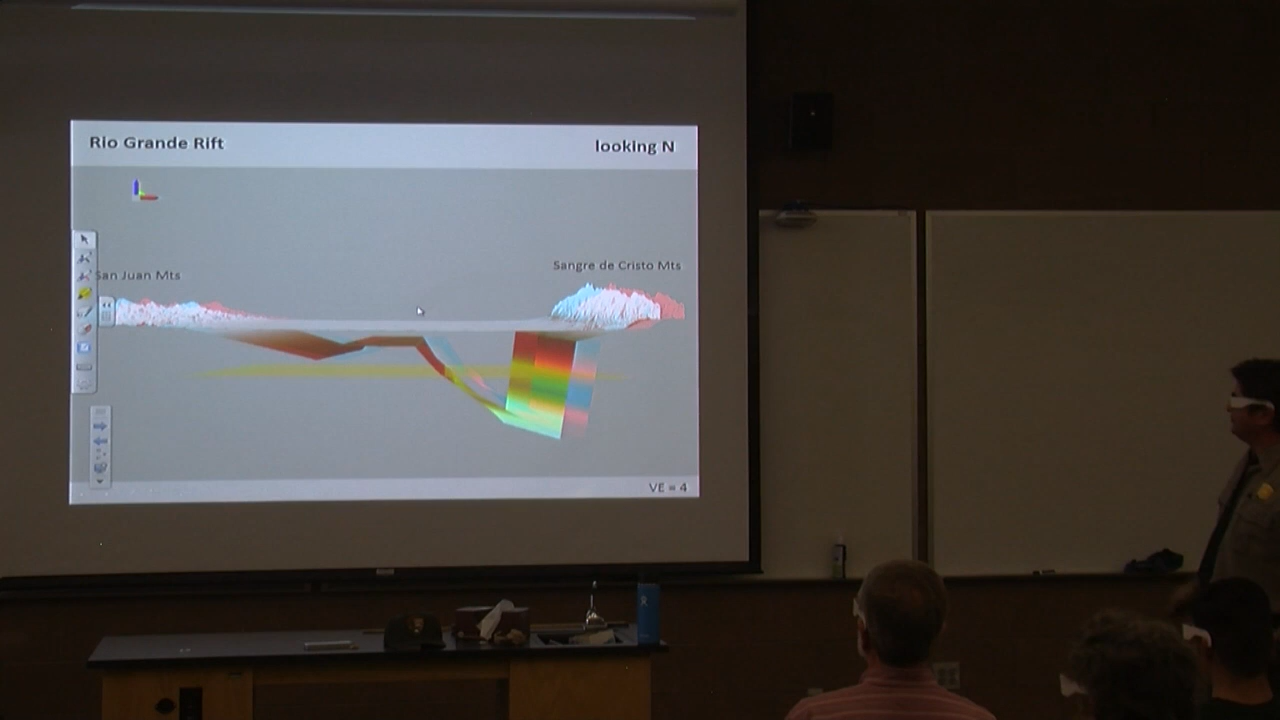 Rio Grande Rift
looking N
San Juan Mts
Sangre de Cristo Mts
VE = 4